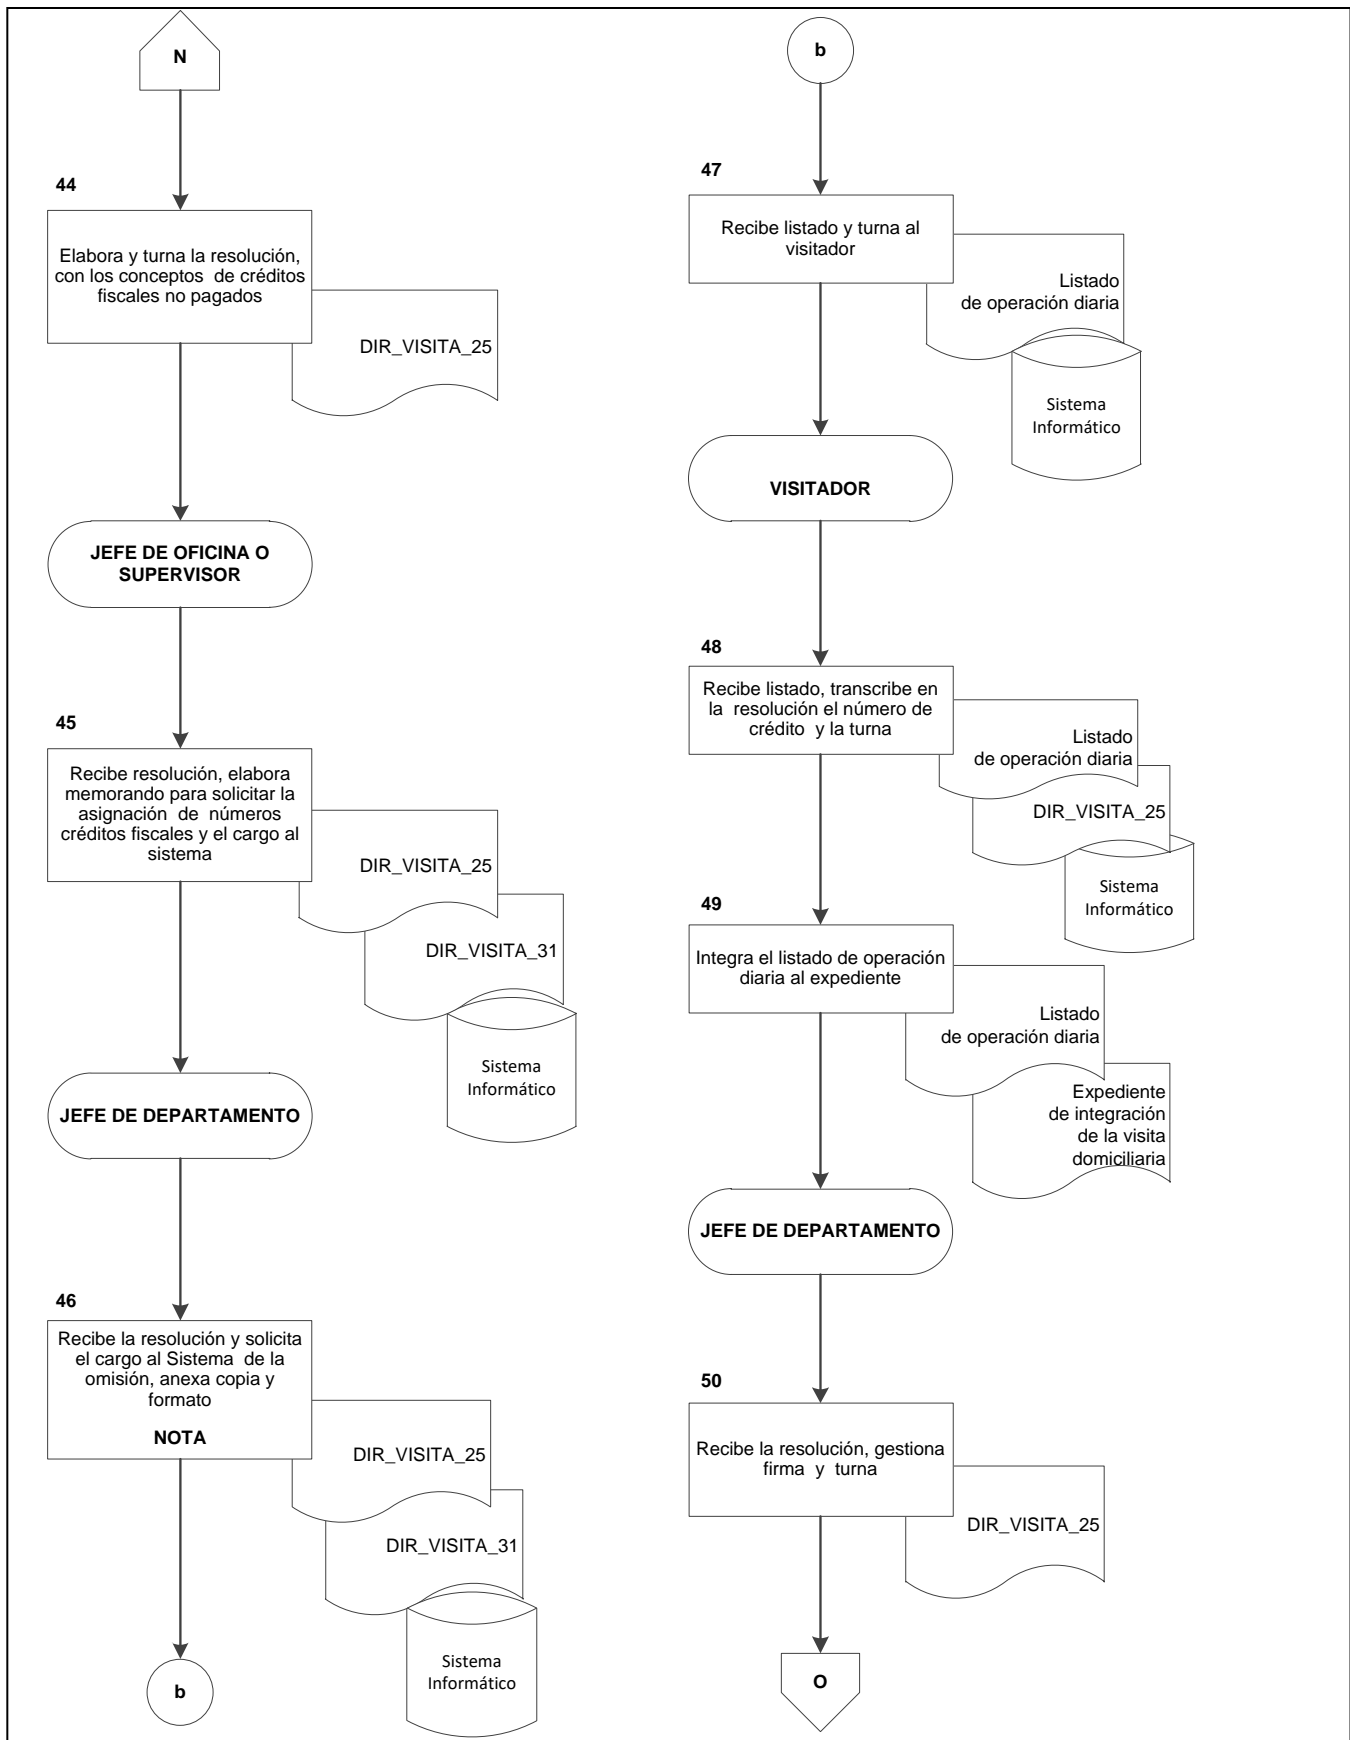 N
44
Elabora y turna la resolución,
con los conceptos de créditos
fiscales no pagados
DIR_VISITA_25
JEFE DE OFICINA O
SUPERVISOR
45
Recibe resolución, elabora
memorando para solicitar la
asignación de números
créditos fiscales y el cargo al
sistema
DIR_VISITA_25
DIR_VISITA_31
Sistema
Informático
JEFE DE DEPARTAMENTO
46
Recibe la resolución y solicita
el cargo al Sistema de la
omisión, anexa copia y
formato
NOTA
DIR_VISITA_25
DIR_VISITA_31
Sistema
Informático
b
b
47
Recibe listado y turna al
visitador
Listado
de operación diaria
Sistema
Informático
VISITADOR
48
Recibe listado, transcribe en
la resolución el número de
crédito y la turna
Listado
de operación diaria
DIR_VISITA_25
Sistema
Informático
49
Integra el listado de operación
diaria al expediente
Listado
de operación diaria
Expediente
de integración
de la visita
domiciliaria
JEFE DE DEPARTAMENTO
50
Recibe la resolución, gestiona
firma y turna
DIR_VISITA_25
O